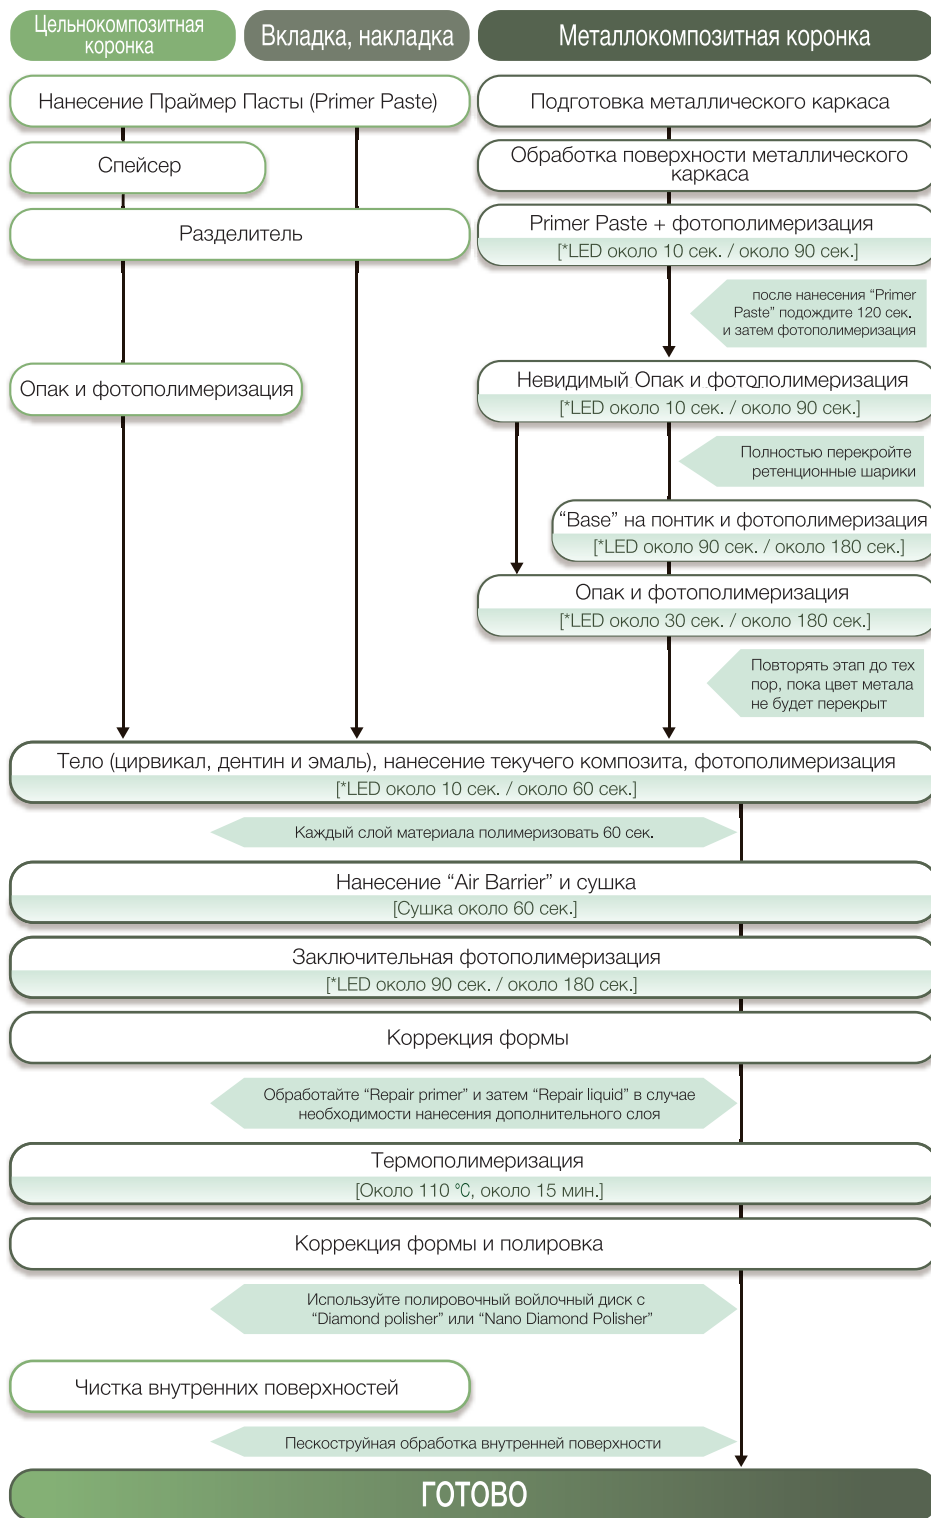 Цельнокомпозитная
коронка
Вкладка, накладка
Металлокомпозитная коронка
Нанесение Праймер Пасты (Primer Paste)
Подготовка металлического каркаса
Спейсер
Обработка поверхности металлического
каркаса
Разделитель
Primer Paste + фотополимеризация
[*LED около 10 сек. / около 90 сек.]
после нанесения “Primer
Paste” подождите 120 сек.
и затем фотополимеризация
Опак и фотополимеризация
Невидимый Опак и фотополимеризация
[*LED около 10 сек. / около 90 сек.]
Полностью перекройте
ретенционные шарики
“Base” на понтик и фотополимеризация
[*LED около 90 сек. / около 180 сек.]
Опак и фотополимеризация
[*LED около 30 сек. / около 180 сек.]
Повторять этап до тех
пор, пока цвет метала
не будет перекрыт
Тело (цирвикал, дентин и эмаль), нанесение текучего композита, фотополимеризация
[*LED около 10 сек. / около 60 сек.]
Каждый слой материала полимеризовать 60 сек.
Нанесение “Air Barrier” и сушка
[Сушка около 60 сек.]
Заключительная фотополимеризация
[*LED около 90 сек. / около 180 сек.]
Коррекция формы
Обработайте “Repair primer” и затем “Repair liquid” в случае
необходимости нанесения дополнительного слоя
Термополимеризация
[Около 110 °C, около 15 мин.]
Коррекция формы и полировка
Используйте полировочный войлочный диск с
“Diamond polisher” или “Nano Diamond Polisher”
Чистка внутренних поверхностей
Пескоструйная обработка внутренней поверхности
ГОТОВО